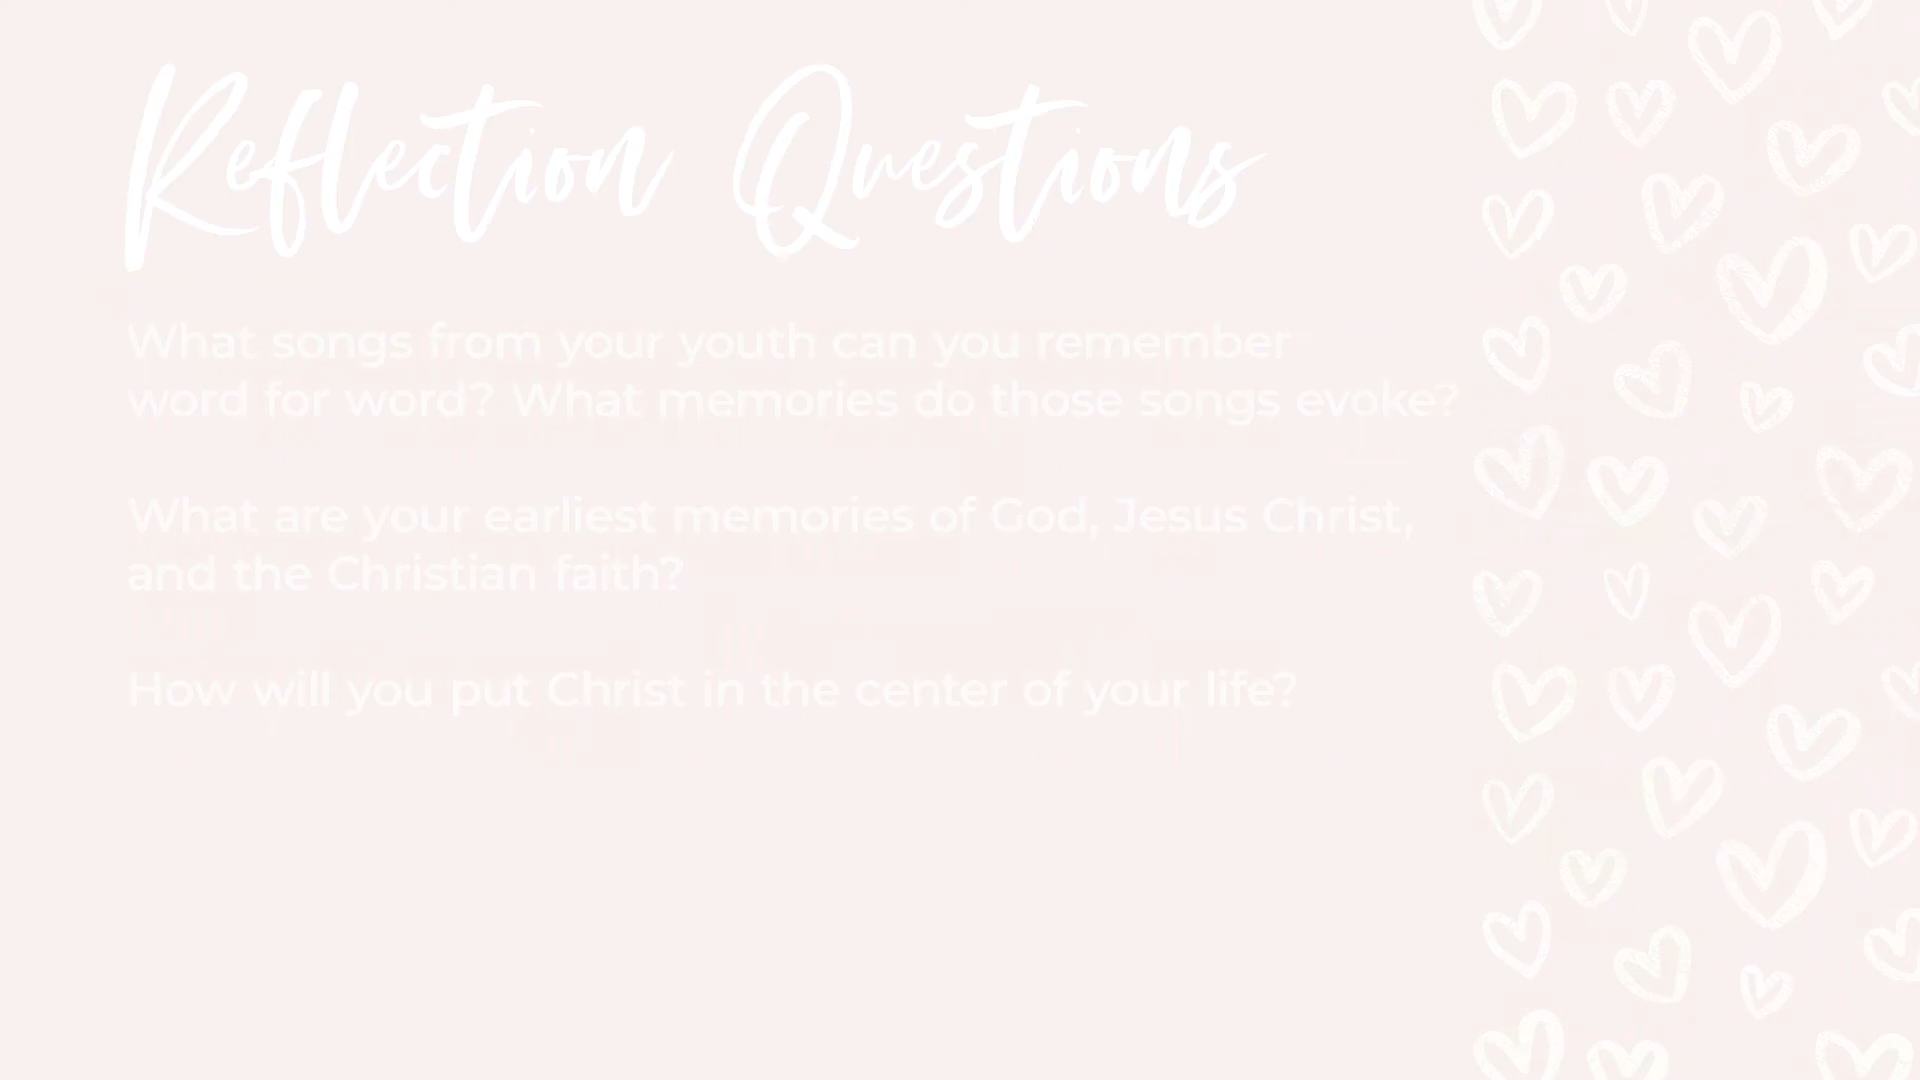 Reflection Questions
What songs from your youth can you remember
word for word? What memories do those songs evoke?
What are your earliest memories of God, Jesus Christ,
and the Christian faith?
How will you put Christ in the center of your life?